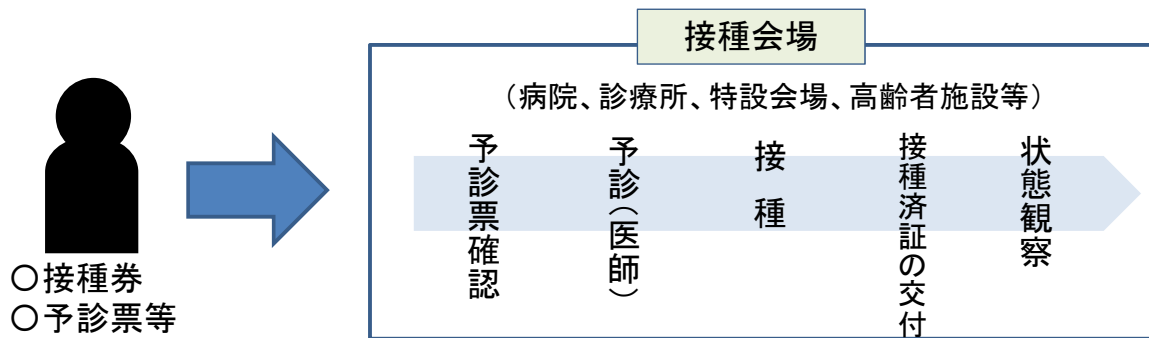 接種会場
（病院、診療所、特設会場、高齢者施設等）
予診票確認
予診（医師）
接種
接種済証の交付
状態観察
○接種券
○予診票等